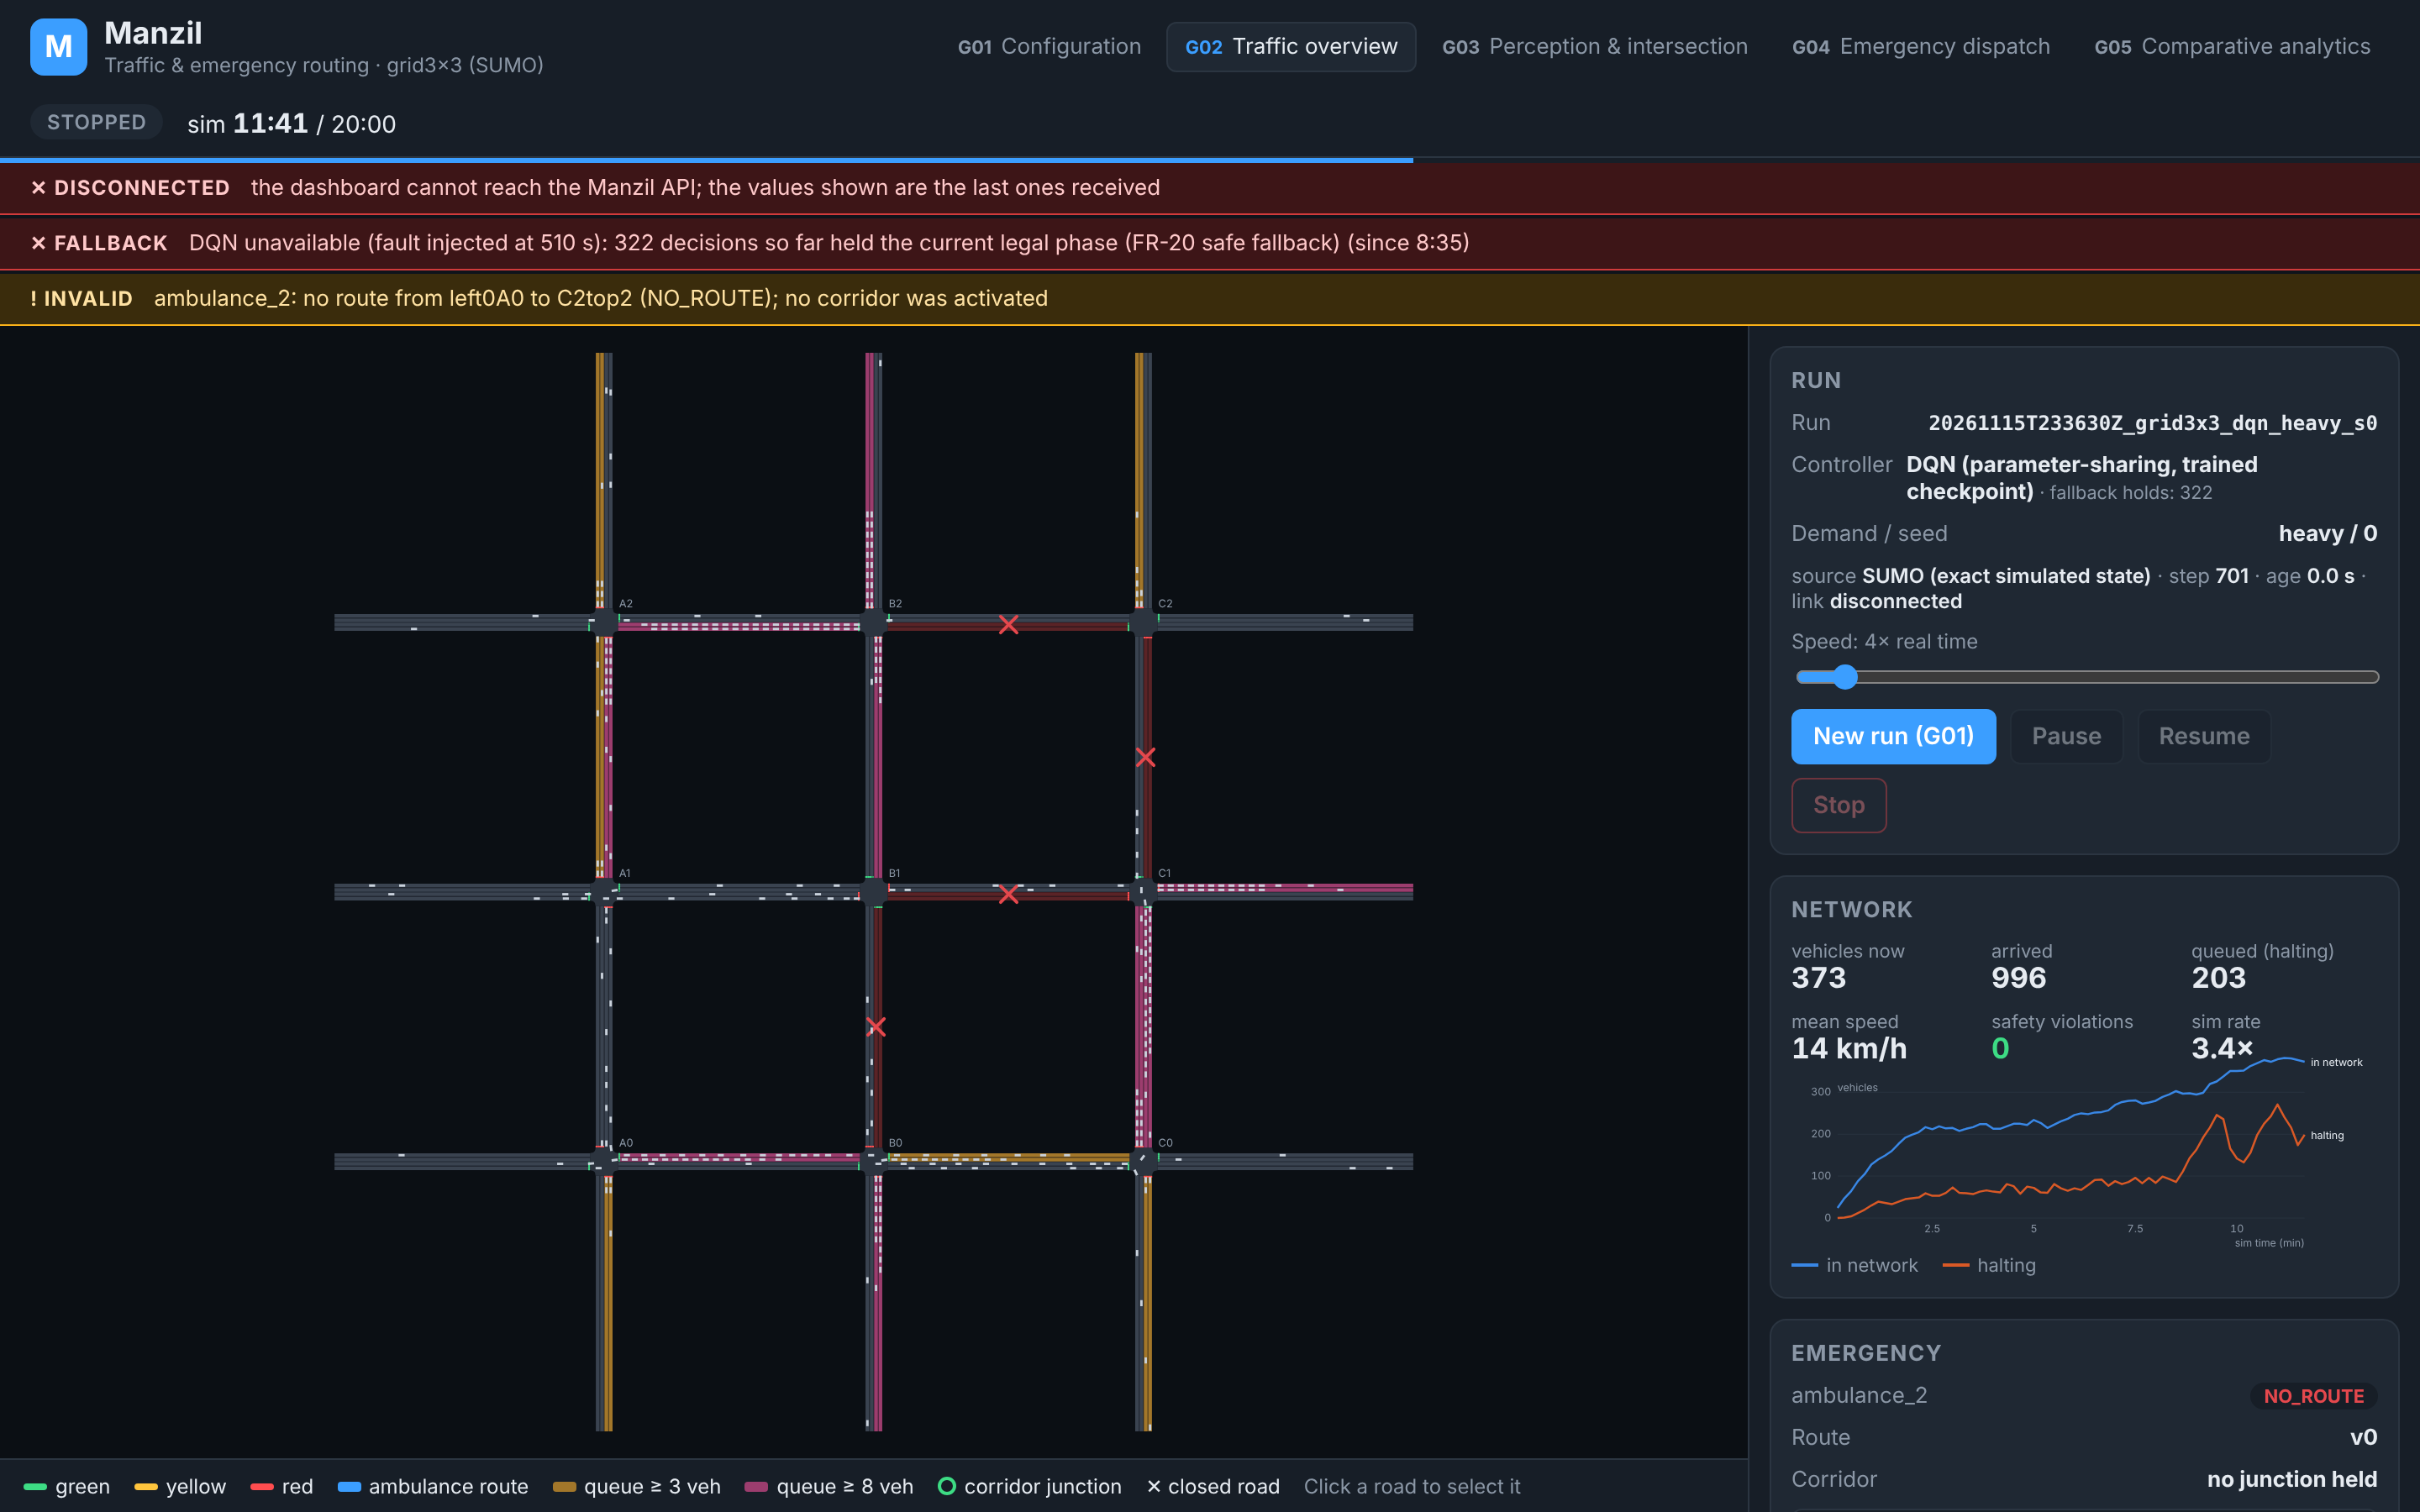 M
Manzil
Traffic & emergency routing · grid3×3 (SUMO)
G01 Configuration
G02 Traffic overview
G03 Perception & intersection
G04 Emergency dispatch
G05 Comparative analytics
STOPPED
sim 11:41 / 20:00
✕ DISCONNECTED the dashboard cannot reach the Manzil API; the values shown are the last ones received
✕ FALLBACK DQN unavailable (fault injected at 510 s): 322 decisions so far held the current legal phase (FR-20 safe fallback) (since 8:35)
! INVALID ambulance_2: no route from left0A0 to C2top2 (NO_ROUTE); no corridor was activated
A2
B2
C2
A1
B1
C1
A0
B0
C0
green
yellow
red
ambulance route
queue ≥ 3 veh
queue ≥ 8 veh
corridor junction
✕ closed road
Click a road to select it
RUN
Run 20261115T233630Z_grid3x3_dqn_heavy_s0
Controller DQN (parameter-sharing, trained
checkpoint) · fallback holds: 322
Demand / seed heavy / 0
source SUMO (exact simulated state) · step 701 · age 0.0 s ·
link disconnected
Speed: 4× real time
New run (G01)
Pause
Resume
Stop
NETWORK
vehicles now arrived queued (halting)
373 996 203
mean speed safety violations sim rate
14 km/h 0 3.4×
in network
300 vehicles
200
halting
100
0
2.5 5 7.5 10
sim time (min)
in network halting
EMERGENCY
ambulance_2 NO_ROUTE
Route v0
Corridor no junction held